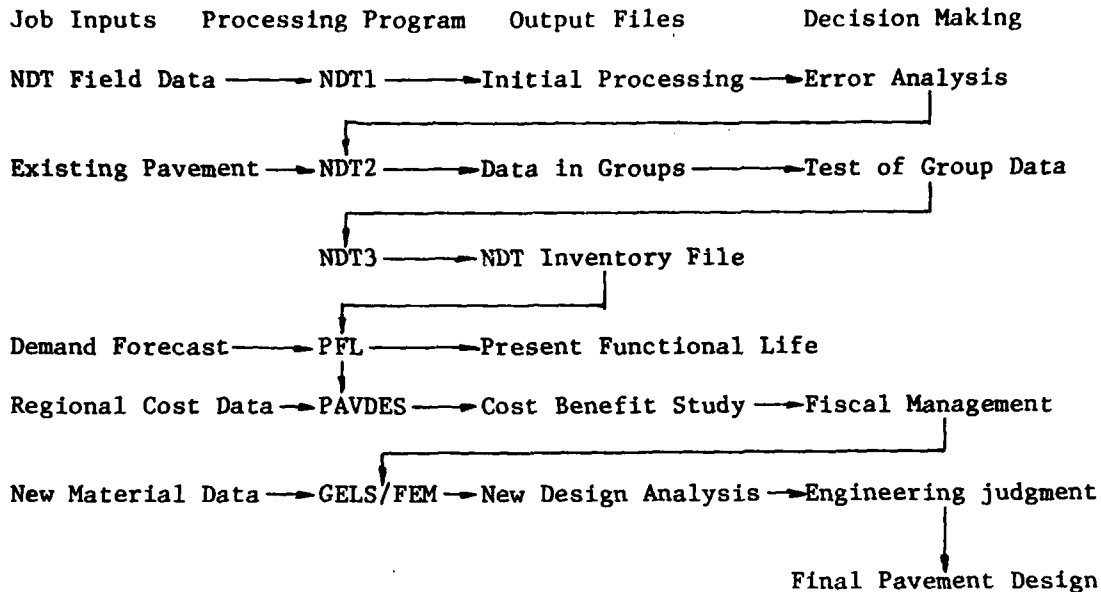 Job Inputs Processing Program Output Files Decision Making
NDT Field Data NDT1 Initial Processing Error Analysis
Existing Pavement NDT2 Data in Groups Test of Group Data
NDT3 NDT Inventory File
Demand Forecast PFL Present Functional Life
Regional Cost Data PAVDES Cost Benefit Study Fiscal Management
New Material Data GELS/FEM New Design Analysis Engineering judgment
Final Pavement Design